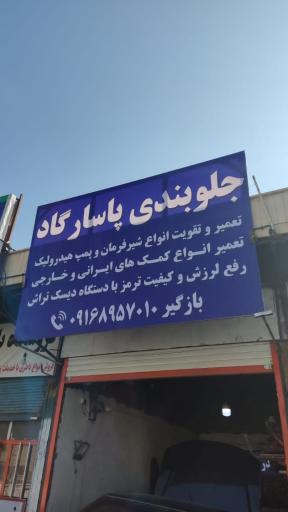 جلوبندی پاسارگاد
تعمیر و تقویت انواع شیرفرمان و پمپ هیدرولیک
تعمیر انواع کمک های ایرانی و خارجی
رفع لرزش و کیفیت ترمز با دستگاه دیسک تراش
بازگیر ۰۹۱۶۸۹۵۷۰۱۰